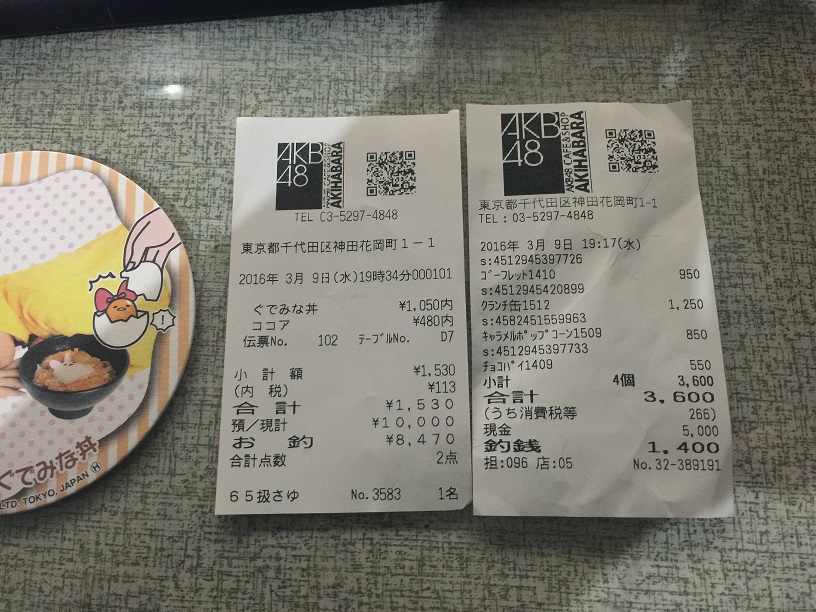 ぐでみな丼
LTD. TOKYO, JAPAN Ⓗ
AKB
48
AKIHABARA
TEL 03-5297-4848
東京都千代田区神田花岡町1-1
2016年 3月 9日(水)19時34分000101
ぐでみな丼 ¥1,050内
ココア ¥480内
伝票No. 102 テーブルNo. D7
小 計 額 ¥1,530
(内 税) ¥113
合 計 ¥1,530
預/現計 ¥10,000
お 釣 ¥8,470
合計点数 2点
65扱さゆ No.3583 1名
AKB
48
AKB48 CAFE&SHOP
AKIHABARA
東京都千代田区神田花岡町1-1
TEL:03-5297-4848
2016年 3月 9日 19:17(水)
s:4512945397726
ゴーフレット1410 950
s:4512945420899
クランチ缶1512 1,250
s:4582451559963
キャラメルポップコーン1509 850
s:4512945397733
チョコパイ1409 550
小計 4個 3,600
合計 3,600
(うち消費税等 266)
現金 5,000
釣銭 1,400
担:096 店:05 No.32-389191